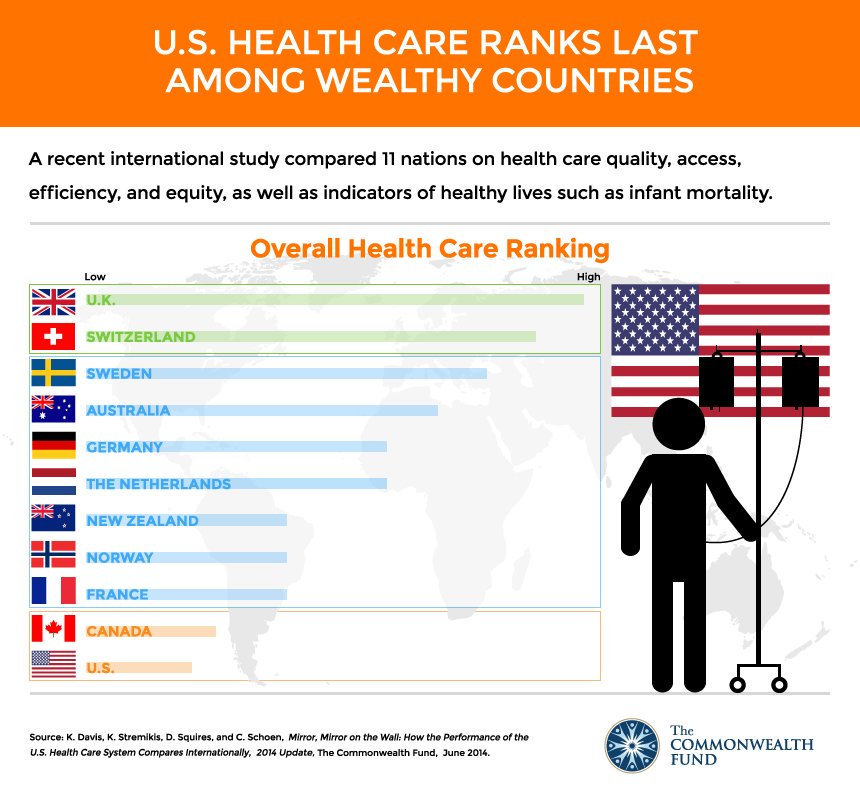 U.S. HEALTH CARE RANKS LAST
AMONG WEALTHY COUNTRIES
A recent international study compared 11 nations on health care quality, access,
efficiency, and equity, as well as indicators of healthy lives such as infant mortality.
Overall Health Care Ranking
Low High
U.K.
SWITZERLAND
SWEDEN
AUSTRALIA
GERMANY
THE NETHERLANDS
NEW ZEALAND
NORWAY
FRANCE
CANADA
U.S.
Source: K. Davis, K. Stremikis, D. Squires, and C. Schoen, Mirror, Mirror on the Wall: How the Performance of the
U.S. Health Care System Compares Internationally, 2014 Update, The Commonwealth Fund, June 2014.
The
COMMONWEALTH
FUND